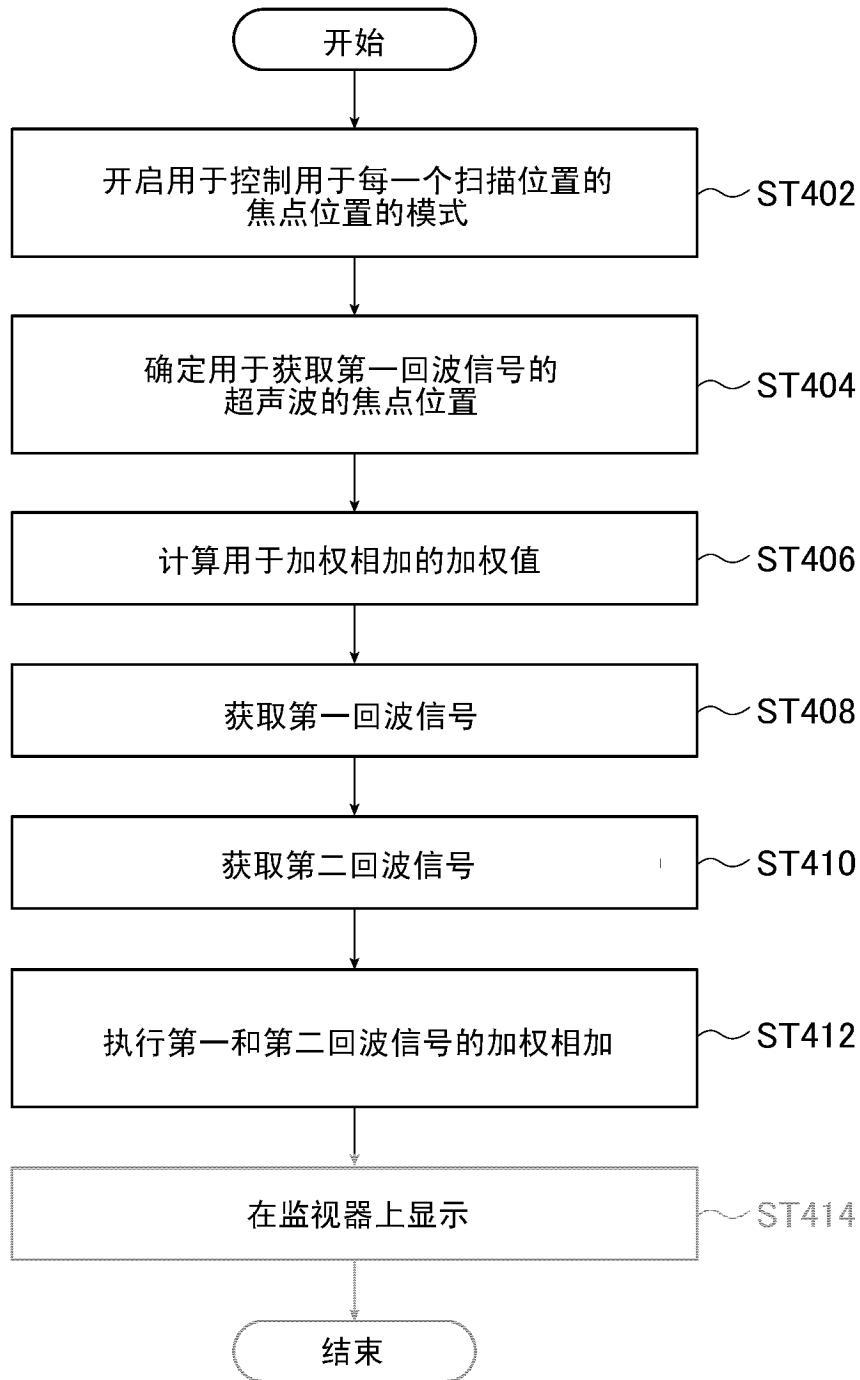 开始
开启用于控制用于每一个扫描位置的
焦点位置的模式
ST402
确定用于获取第一回波信号的
超声波的焦点位置
ST404
计算用于加权相加的加权值
ST406
获取第一回波信号
ST408
获取第二回波信号
ST410
执行第一和第二回波信号的加权相加
ST412
在监视器上显示
ST414
结束